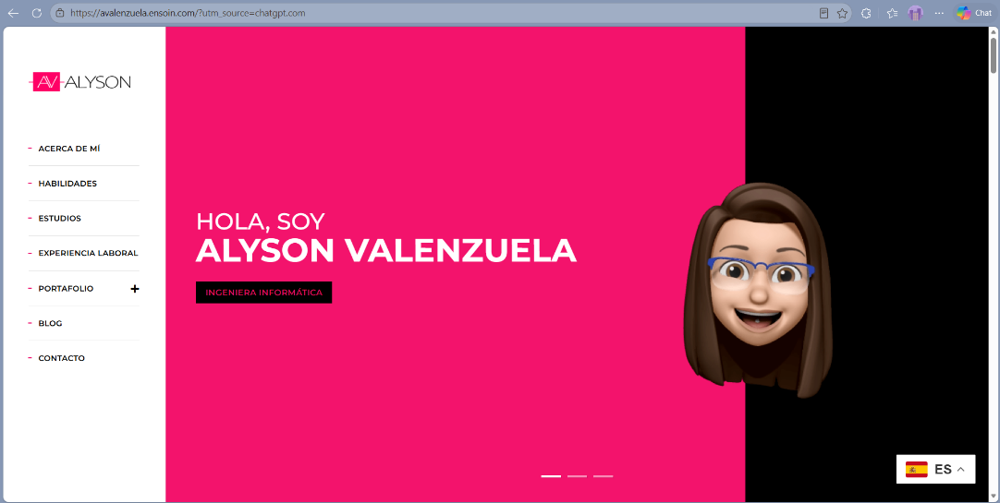 https://avalenzuela.ensoin.com/?utm_source=chatgpt.com
Chat
AV ALYSON
ACERCA DE MÍ
HABILIDADES
ESTUDIOS
EXPERIENCIA LABORAL
PORTAFOLIO
BLOG
CONTACTO
HOLA, SOY
ALYSON VALENZUELA
INGENIERA INFORMÁTICA
ES